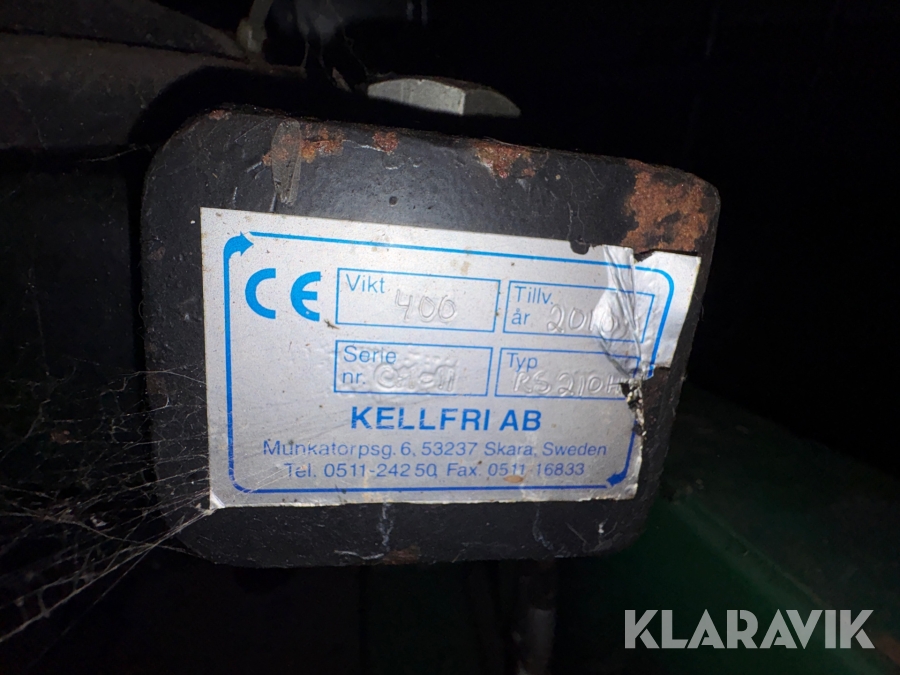 CE
Vikt
400
Tillv.
år
Serie
nr.
Typ
RS210H
KELLFRI AB
Munkatorpsg. 6, 53237 Skara, Sweden
Tel. 0511-242 50, Fax. 0511-16833
KLARAVIK